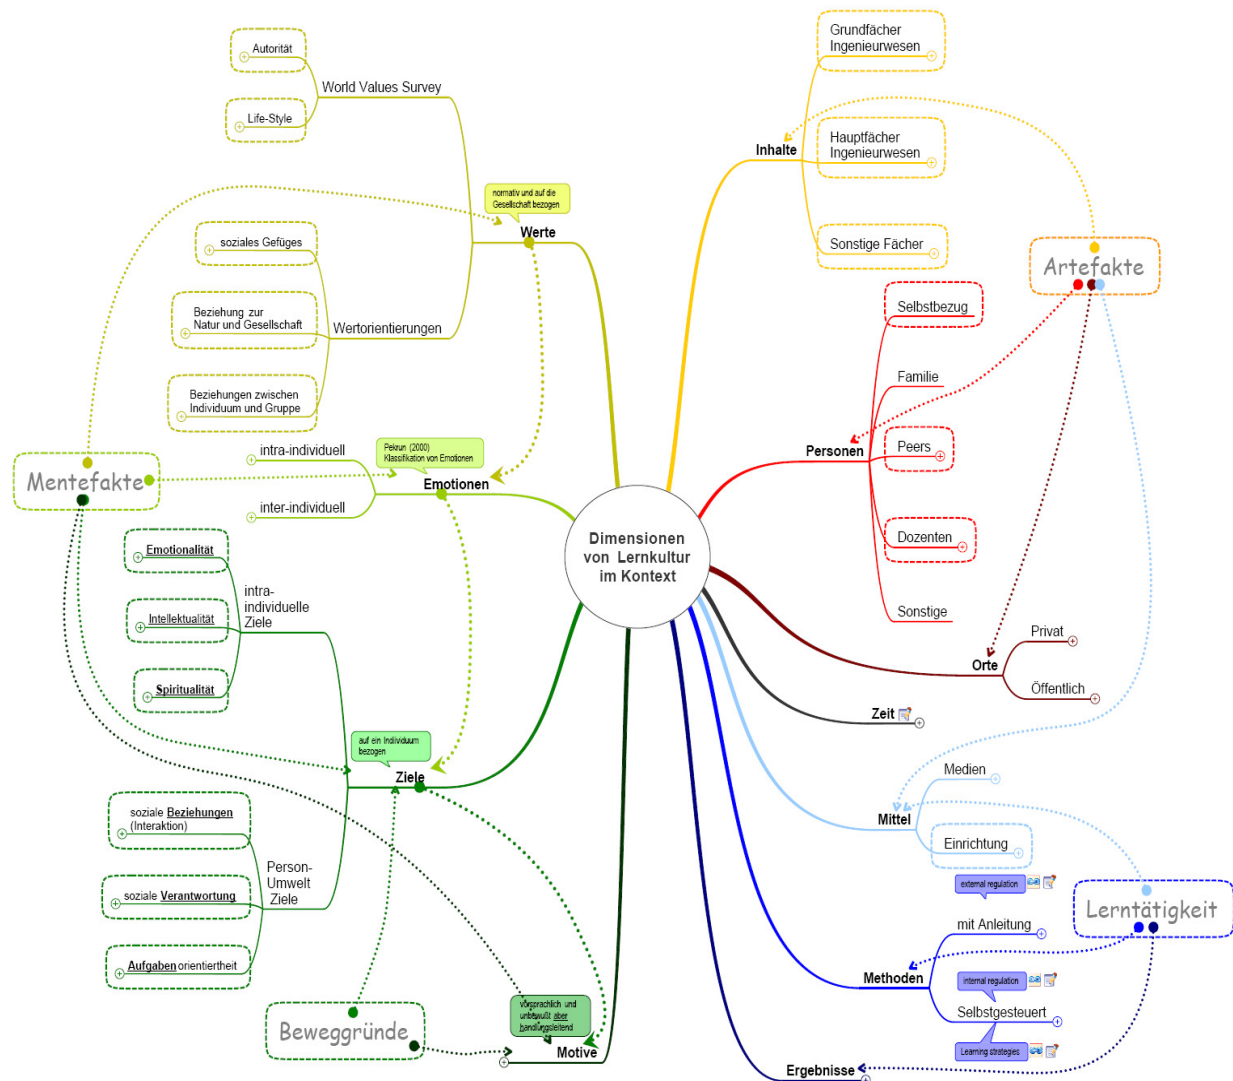 Autorität
World Values Survey
Life-Style
normativ und auf die
Gesellschaft bezogen
Werte
soziales Gefüges
Beziehung zur
Natur und Gesellschaft
Wertorientierungen
Beziehungen zwischen
Individuum und Gruppe
Mentefakte
intra-individuell
Pekrun (2000)
Klassifikation von Emotionen
Emotionen
inter-individuell
Emotionalität
intra-
individuelle
Ziele
Intellektualität
Spiritualität
auf ein Individuum
bezogen
Ziele
soziale Beziehungen
(Interaktion)
Person-
Umwelt
Ziele
soziale Verantwortung
Aufgaben orientiertheit
Beweggründe
vorsprachlich und
unbewußt aber
handlungsleitend
Motive
Dimensionen
von Lernkultur
im Kontext
Grundfächer
Ingenieurwesen
Inhalte
Hauptfächer
Ingenieurwesen
Sonstige Fächer
Artefakte
Selbstbezug
Familie
Personen
Peers
Dozenten
Sonstige
Privat
Orte
Öffentlich
Zeit
Medien
Mittel
Einrichtung
external regulation
Lerntätigkeit
mit Anleitung
Methoden
internal regulation
Selbstgesteuert
Learning strategies
Ergebnisse